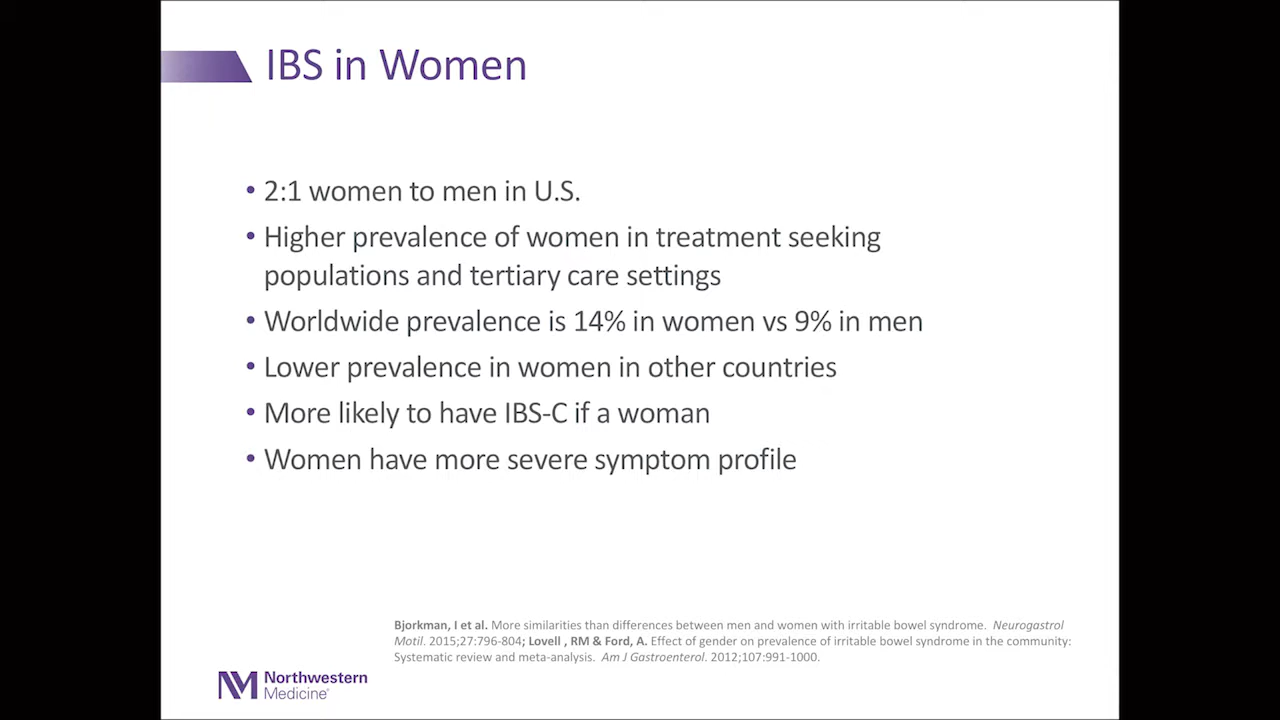 IBS in Women
• 2:1 women to men in U.S.
• Higher prevalence of women in treatment seeking
populations and tertiary care settings
• Worldwide prevalence is 14% in women vs 9% in men
• Lower prevalence in women in other countries
• More likely to have IBS-C if a woman
• Women have more severe symptom profile
Bjorkman, I et al. More similarities than differences between men and women with irritable bowel syndrome. Neurogastrol
Motil. 2015;27:796-804; Lovell , RM & Ford, A. Effect of gender on prevalence of irritable bowel syndrome in the community:
Systematic review and meta-analysis. Am J Gastroenterol. 2012;107:991-1000.
NM Northwestern
Medicine®